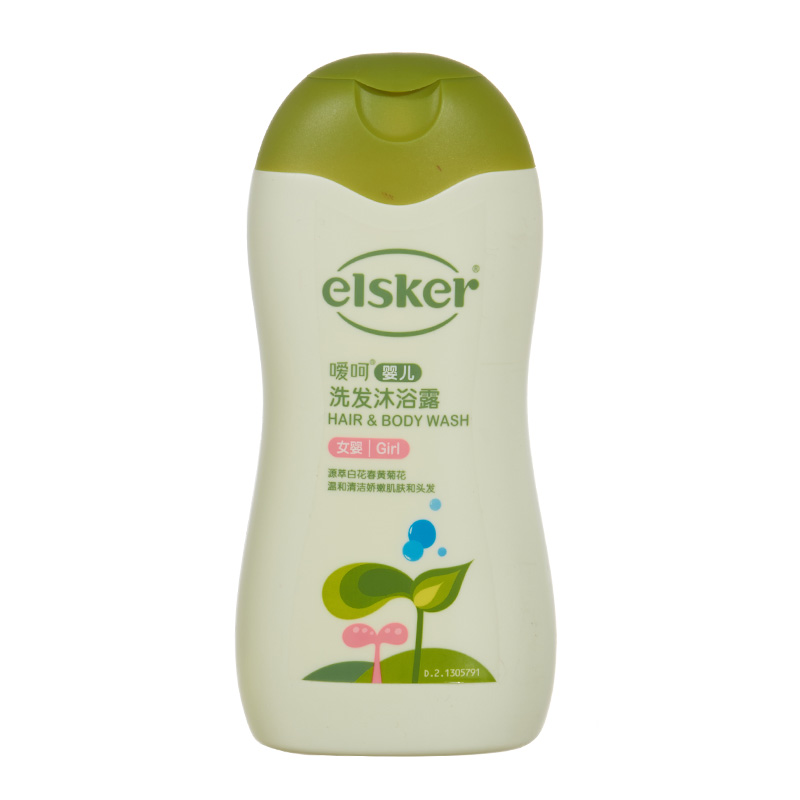 elsker®
嗳呵® 婴儿
洗发沐浴露
HAIR & BODY WASH
女婴 | Girl
源萃白花春黄菊花
温和清洁娇嫩肌肤和头发
D.2.1305791